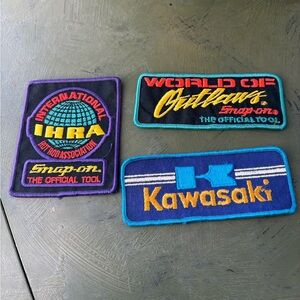 INTERNATIONAL
IHRA
HOT ROD ASSOCIATION
Snap-on
THE OFFICIAL TOOL
WORLD OF
Outlaws®
Snap-on
THE OFFICIAL TOOL
Kawasaki